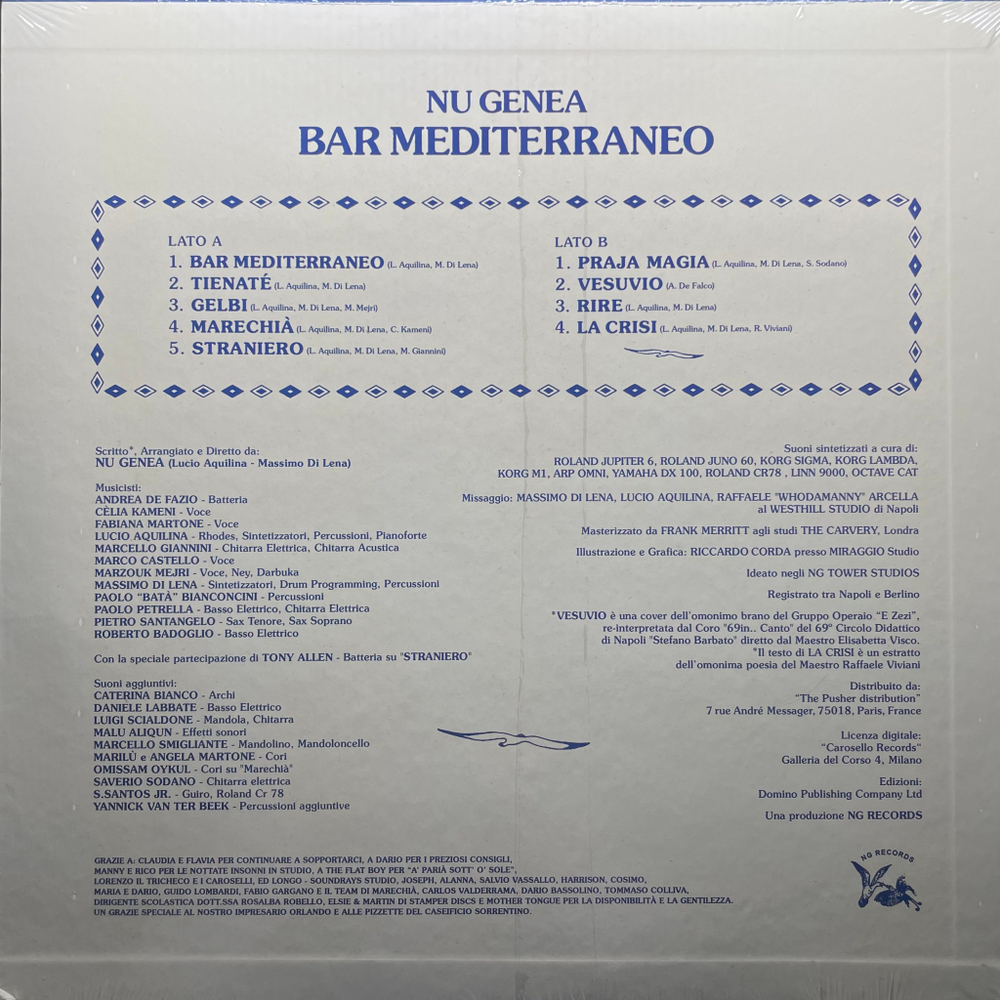 NU GENEA
BAR MEDITERRANEO
LATO A
1. BAR MEDITERRANEO (L. Aquilina, M. Di Lena)
2. TIENATÉ (L. Aquilina, M. Di Lena)
3. GELBI (L. Aquilina, M. Di Lena, M. Mejri)
4. MARECHIÀ (L. Aquilina, M. Di Lena, C. Kameni)
5. STRANIERO (L. Aquilina, M. Di Lena, M. Giannini)
LATO B
1. PRAJA MAGIA (L. Aquilina, M. Di Lena, S. Sodano)
2. VESUVIO (A. De Falco)
3. RIRE (L. Aquilina, M. Di Lena)
4. LA CRISI (L. Aquilina, M. Di Lena, R. Viviani)
Scritto*, Arrangiato e Diretto da:
NU GENEA (Lucio Aquilina - Massimo Di Lena)
Musicisti:
ANDREA DE FAZIO - Batteria
CÈLIA KAMENI - Voce
FABIANA MARTONE - Voce
LUCIO AQUILINA - Rhodes, Sintetizzatori, Percussioni, Pianoforte
MARCELLO GIANNINI - Chitarra Elettrica, Chitarra Acustica
MARCO CASTELLO - Voce
MARZOUK MEJRI - Voce, Ney, Darbuka
MASSIMO DI LENA - Sintetizzatori, Drum Programming, Percussioni
PAOLO "BATÀ" BIANCONCINI - Percussioni
PAOLO PETRELLA - Basso Elettrico, Chitarra Elettrica
PIETRO SANTANGELO - Sax Tenore, Sax Soprano
ROBERTO BADOGLIO - Basso Elettrico
Con la speciale partecipazione di TONY ALLEN - Batteria su "STRANIERO"
Suoni aggiuntivi:
CATERINA BIANCO - Archi
DANIELE LABBATE - Basso Elettrico
LUIGI SCIALDONE - Mandola, Chitarra
MALU ALIQUN - Effetti sonori
MARCELLO SMIGLIANTE - Mandolino, Mandoloncello
MARILÙ e ANGELA MARTONE - Cori
OMISSAM OYKUL - Cori su "Marechià"
SAVERIO SODANO - Chitarra elettrica
S.SANTOS JR. - Guiro, Roland Cr 78
YANNICK VAN TER BEEK - Percussioni aggiuntive
Suoni sintetizzati a cura di:
ROLAND JUPITER 6, ROLAND JUNO 60, KORG SIGMA, KORG LAMBDA,
KORG M1, ARP OMNI, YAMAHA DX 100, ROLAND CR78 , LINN 9000, OCTAVE CAT
Missaggio: MASSIMO DI LENA, LUCIO AQUILINA, RAFFAELE "WHODAMANNY" ARCELLA
al WESTHILL STUDIO di Napoli
Masterizzato da FRANK MERRITT agli studi THE CARVERY, Londra
Illustrazione e Grafica: RICCARDO CORDA presso MIRAGGIO Studio
Ideato negli NG TOWER STUDIOS
Registrato tra Napoli e Berlino
*VESUVIO è una cover dell'omonimo brano del Gruppo Operaio "E Zezi",
re-interpretata dal Coro "69in.. Canto" del 69° Circolo Didattico
di Napoli "Stefano Barbato" diretto dal Maestro Elisabetta Visco.
*Il testo di LA CRISI è un estratto
dell'omonima poesia del Maestro Raffaele Viviani
Distribuito da:
"The Pusher distribution"
7 rue André Messager, 75018, Paris, France
Licenza digitale:
"Carosello Records"
Galleria del Corso 4, Milano
Edizioni:
Domino Publishing Company Ltd
Una produzione NG RECORDS
GRAZIE A: CLAUDIA E FLAVIA PER CONTINUARE A SOPPORTARCI, A DARIO PER I PREZIOSI CONSIGLI,
MANNY E RICO PER LE NOTTATE INSONNI IN STUDIO, A THE FLAT BOY PER "A' PARIÀ SOTT' O' SOLE",
LORENZO IL TRICHECO E I CAROSELLI, ED LONGO - SOUNDRAYS STUDIO, JOSEPH, ALANNA, SALVIO VASSALLO, HARRISON, COSIMO,
MARIA E DARIO, GUIDO LOMBARDI, FABIO GARGANO E IL TEAM DI MARECHIÀ, CARLOS VALDERRAMA, DARIO BASSOLINO, TOMMASO COLLIVA,
DIRIGENTE SCOLASTICA DOTT.SSA ROSALBA ROBELLO, ELSIE & MARTIN DI STAMPER DISCS E MOTHER TONGUE PER LA DISPONIBILITÀ E LA GENTILEZZA.
UN GRAZIE SPECIALE AL NOSTRO IMPRESARIO ORLANDO E ALLE PIZZETTE DEL CASEIFICIO SORRENTINO.
NG RECORDS